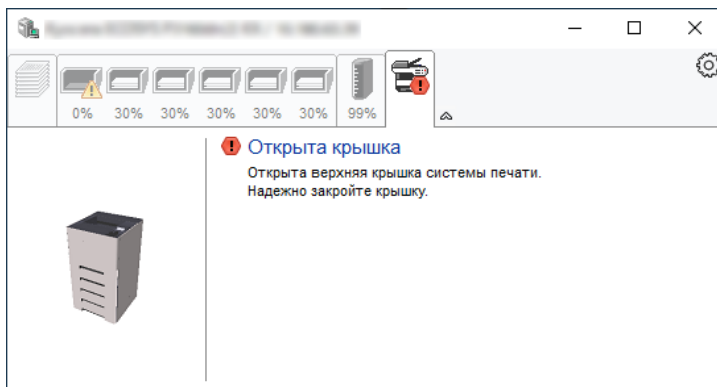 0% 30% 30% 30% 30% 30% 99%
Открыта крышка
Открыта верхняя крышка системы печати.
Надежно закройте крышку.